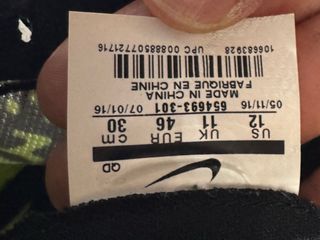 QD
US UK EUR CM
12 11 46 30
05/11/16 654693-301 07/01/16
MADE IN CHINA
FABRIQUE EN CHINE
106683928 UPC 00888507721716